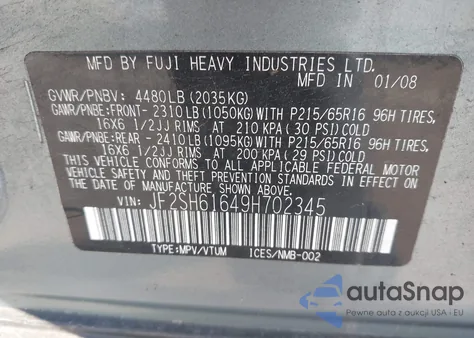 MFD BY FUJI HEAVY INDUSTRIES LTD.
MFD IN 01/08
GVWR/PNBV: 4480LB (2035KG)
GAWR/PNBE:FRONT-2310LB (1050KG)WITH P215/65R16 96H TIRES,
16X6 1/2JJ RIMS AT 210 KPA (30 PSI)COLD
GAWR/PNBE:REAR -2410LB (1095KG)WITH P215/65R16 96H TIRES,
16X6 1/2JJ RIMS AT 200 KPA (29 PSI)COLD
THIS VEHICLE CONFORMS TO ALL APPLICABLE FEDERAL MOTOR
VEHICLE SAFETY, BUMPER, AND THEFT PREVENTION STANDARDS
IN EFFECT ON THE DATE OF MANUFACTURE SHOWN ABOVE.
VIN: JF2SH61649H702345
TYPE:MPV/VTUM ICES/NMB-002
autoSnap
Pewne auta z aukcji USA i EU